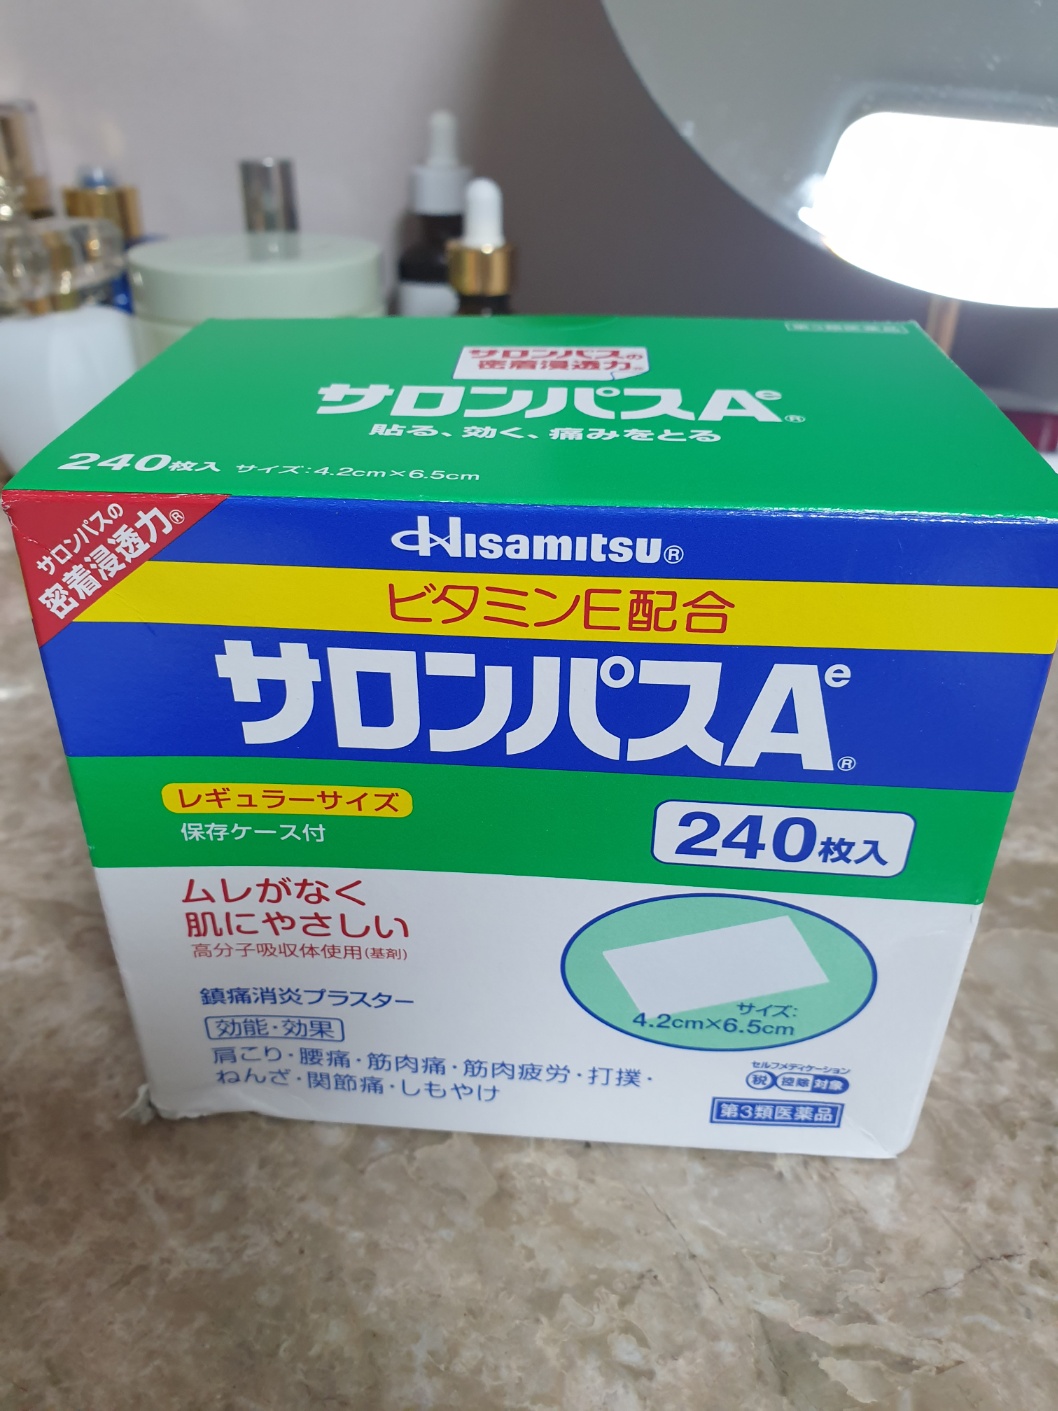 第3類医薬品
サロンパスの
密着浸透力®
サロンパスAe®
貼る、効く、痛みをとる
240枚入 サイズ:4.2cm×6.5cm
サロンパスの
密着浸透力®
HISAMITSU®
ビタミンE配合
サロンパスAe®
レギュラーサイズ
保存ケース付
240枚入
ムレがなく
肌にやさしい
高分子吸収体使用(基剤)
サイズ:
4.2cm×6.5cm
鎮痛消炎プラスター
効能・効果
肩こり・腰痛・筋肉痛・筋肉疲労・打撲・
ねんざ・関節痛・しもやけ
セルフメディケーション
税 控除 対象
第3類医薬品